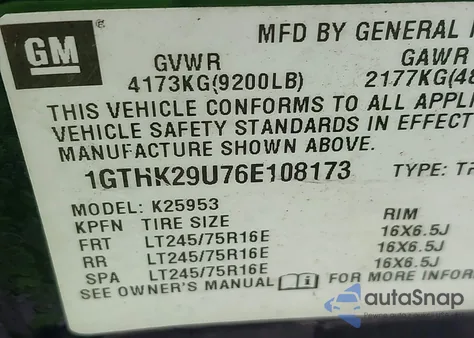 GM
MFD BY GENERAL
GVWR GAWR
4173KG(9200LB) 2177KG(4
THIS VEHICLE CONFORMS TO ALL APPL
VEHICLE SAFETY STANDARDS IN EFFECT
MANUFACTURE SHOWN ABOVE.
1GTHK29U76E108173 TYPE: T
MODEL: K25953
KPFN TIRE SIZE RIM
FRT LT245/75R16E 16X6.5J
RR LT245/75R16E 16X6.5J
SPA LT245/75R16E 16X6.5J
SEE OWNER'S MANUAL i FOR MORE INFOR
autoSnap